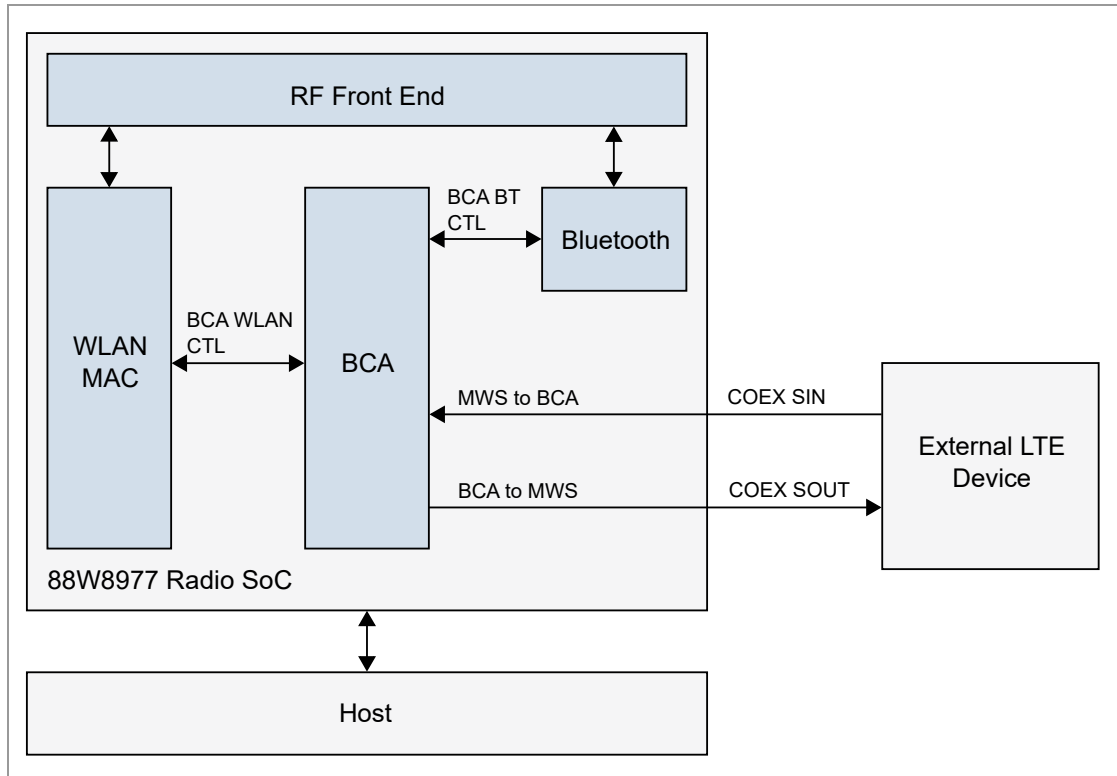 RF Front End
BCA BT
CTL
Bluetooth
BCA WLAN
CTL
WLAN
MAC
BCA
MWS to BCA
COEX SIN
External LTE
Device
BCA to MWS
COEX SOUT
88W8977 Radio SoC
Host